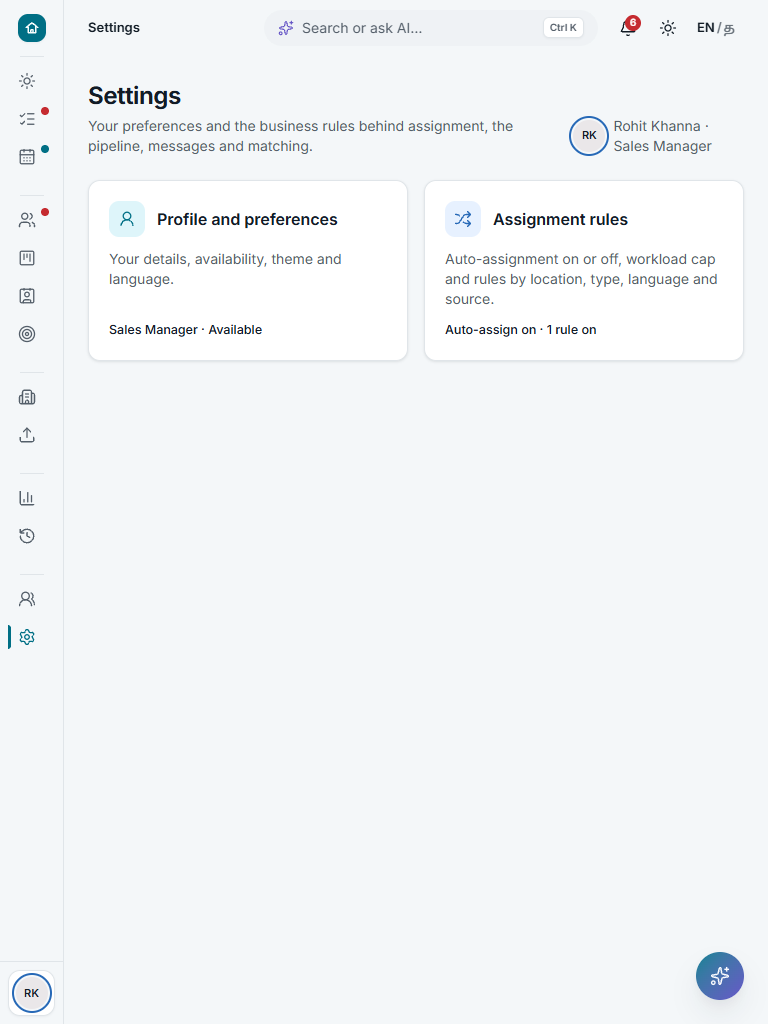 Settings
Search or ask AI...
Ctrl K
6
EN / த
Settings
Your preferences and the business rules behind assignment, the
pipeline, messages and matching.
RK
Rohit Khanna ·
Sales Manager
Profile and preferences
Your details, availability, theme and
language.
Sales Manager · Available
Assignment rules
Auto-assignment on or off, workload cap
and rules by location, type, language and
source.
Auto-assign on · 1 rule on
RK